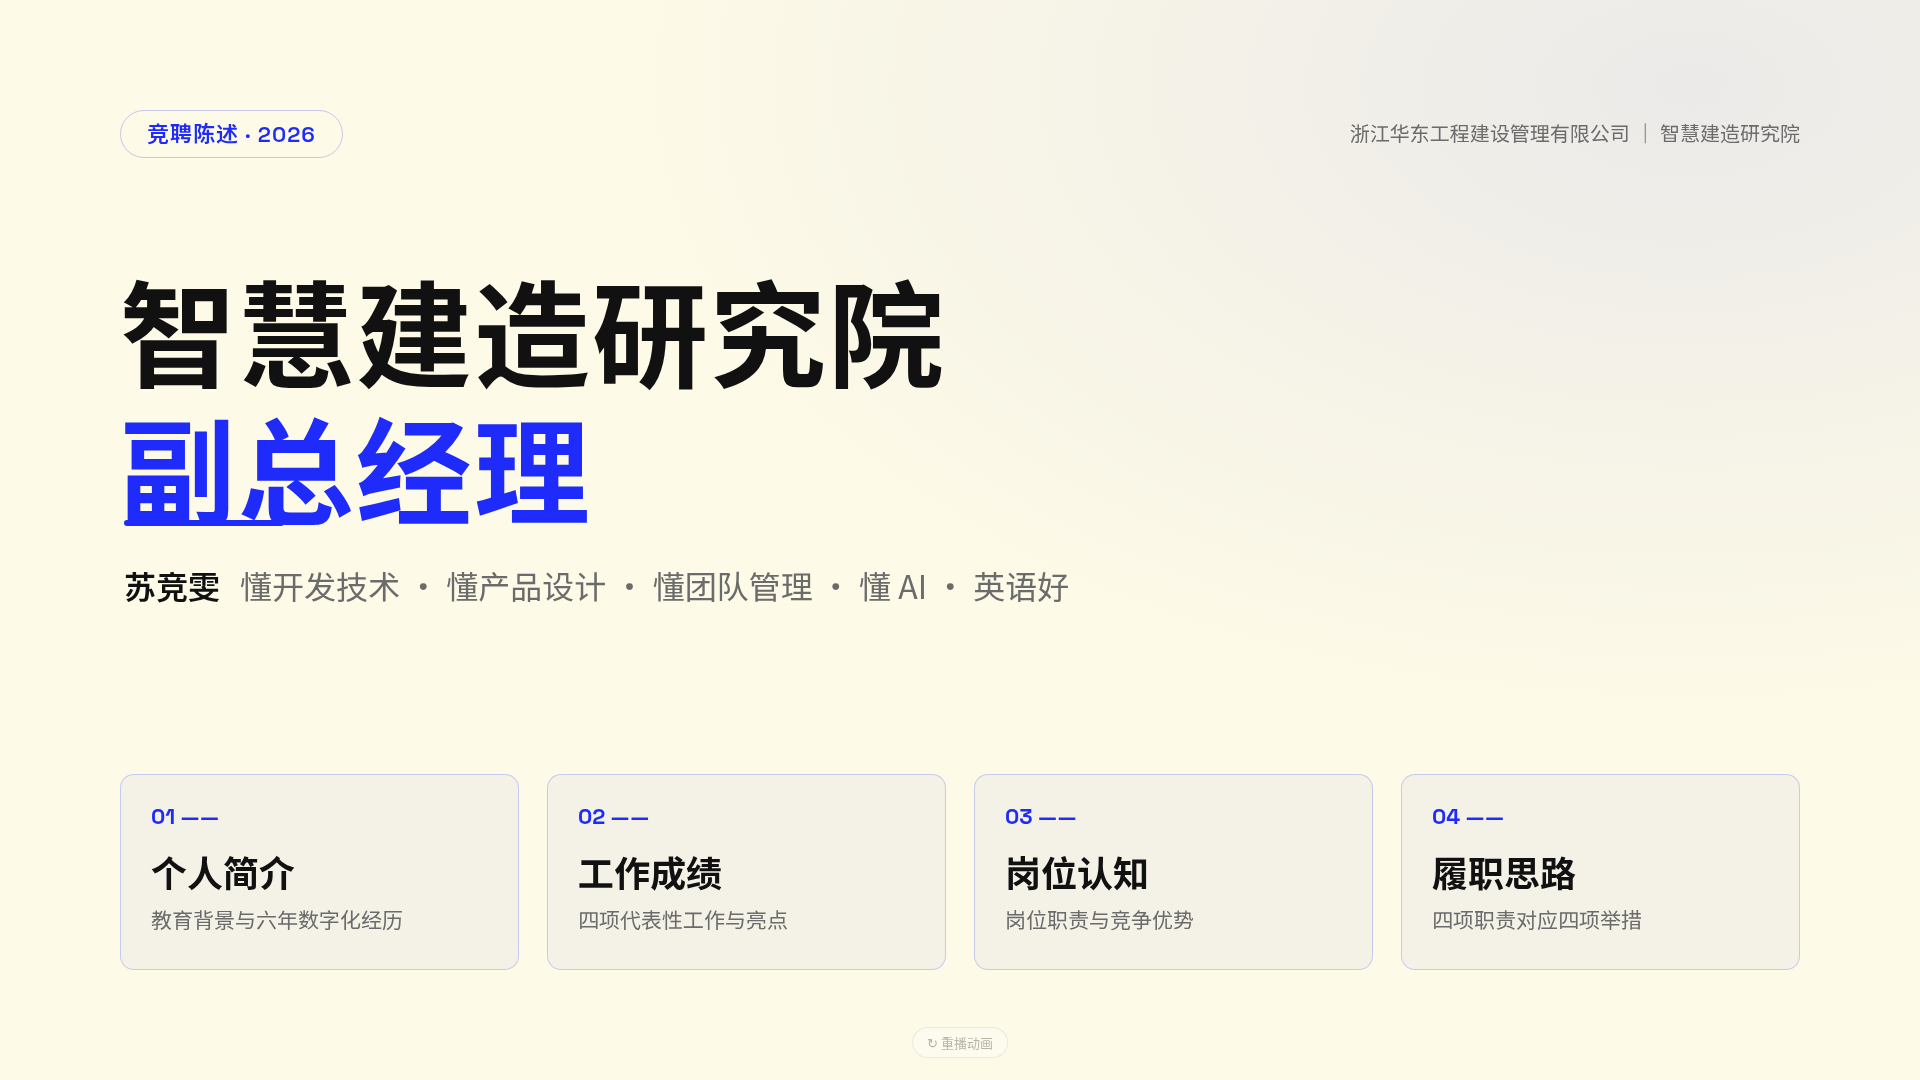 竞聘陈述 · 2026
浙江华东工程建设管理有限公司 | 智慧建造研究院
智慧建造研究院
副总经理
苏竞雯 懂开发技术 · 懂产品设计 · 懂团队管理 · 懂 AI · 英语好
01 ——
个人简介
教育背景与六年数字化经历
02 ——
工作成绩
四项代表性工作与亮点
03 ——
岗位认知
岗位职责与竞争优势
04 ——
履职思路
四项职责对应四项举措
↻ 重播动画